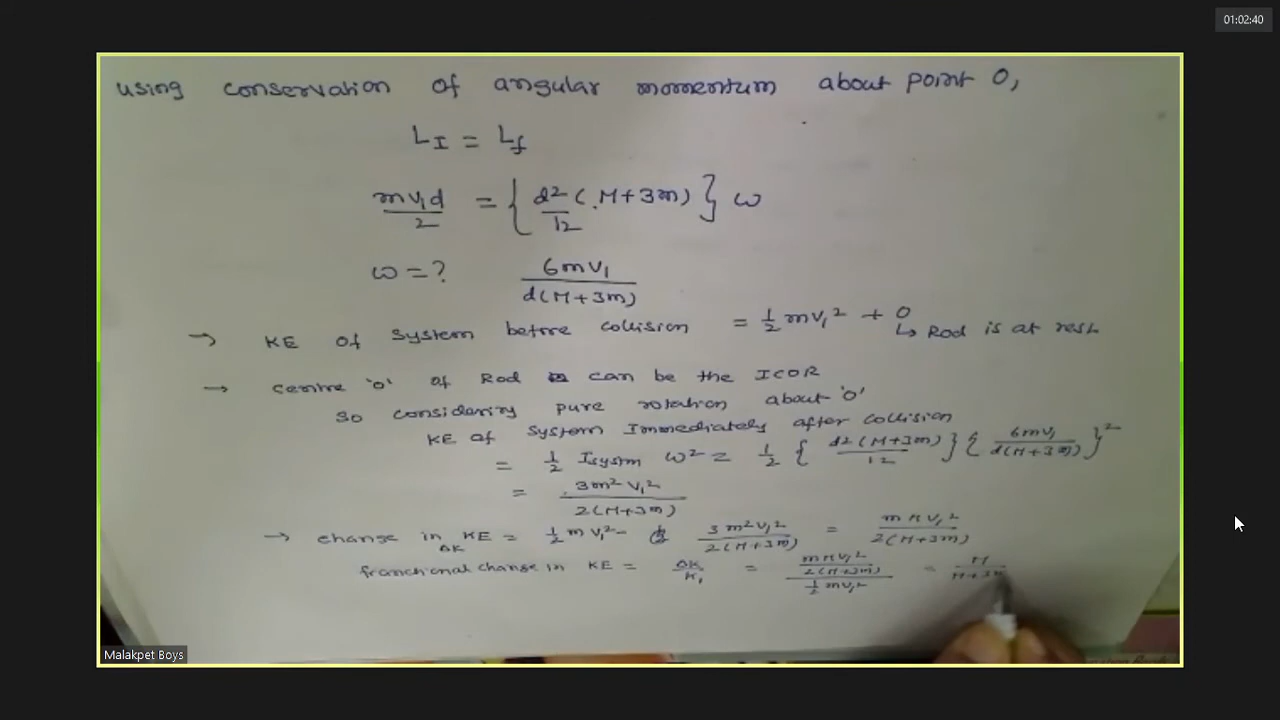 01:02:40
using conservation of angular momentum about point O,
L_I = L_f
mv₁d/2 = {d²/12 (M+3m)} ω
ω = ? 6mv₁/d(M+3m)
→ KE of system before collision = ½ mv₁² + 0
↳ Rod is at rest
→ centre 'o' of Rod can be the ICOR
so considering pure rotation about 'o'
KE of system Immediately after collision
= ½ Isystm ω² = ½ {d²(M+3m)/12} {6mv₁/d(M+3m)}²
= 3m²v₁²/2(M+3m)
→ change in KE = ½ mv₁² - 3m²v₁²/2(M+3m) = mMv₁²/2(M+3m)
ΔK
franctional change in KE = ΔK/K₁ = mMv₁²/2(M+3m) / ½mv₁² = M/M+3m
Malakpet Boys